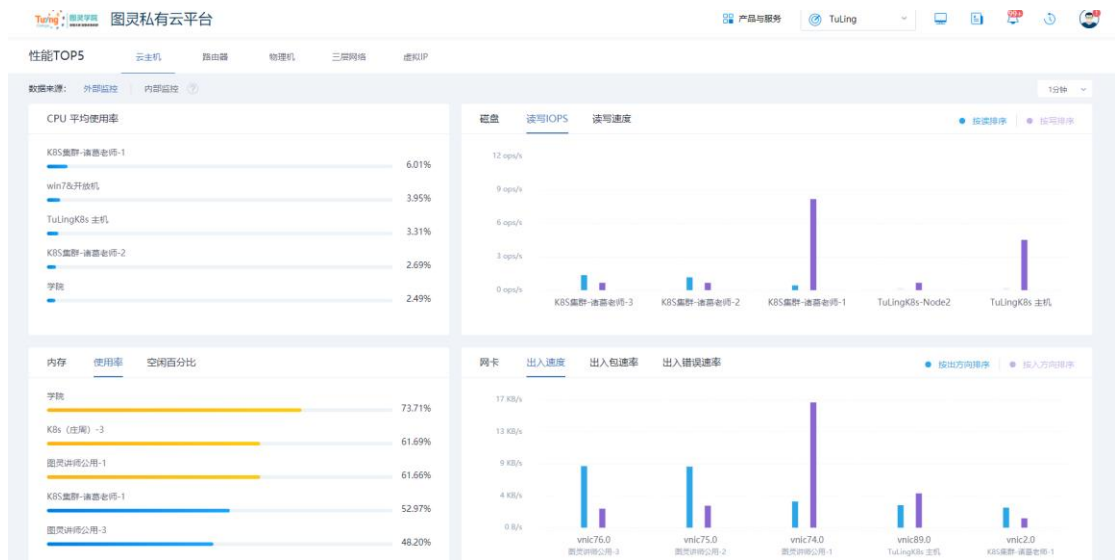 Turing 图灵学院 图灵私有云平台 产品与服务 TuLing 99+
性能TOP5 云主机 路由器 物理机 三层网络 虚拟IP
数据来源: 外部监控 内部监控 ? 1分钟
CPU 平均使用率
K8S集群-诸葛老师-1
6.01%
win7&开放机
3.95%
TuLingK8s 主机
3.31%
K8S集群-诸葛老师-2
2.69%
学院
2.49%
磁盘 读写IOPS 读写速度 按读排序 按写排序
12 ops/s
9 ops/s
6 ops/s
3 ops/s
0 ops/s
K8S集群-诸葛老师-3 K8S集群-诸葛老师-2 K8S集群-诸葛老师-1 TuLingK8s-Node2 TuLingK8s 主机
内存 使用率 空闲百分比
学院
73.71%
K8s（庄周）-3
61.69%
图灵讲师公用-1
61.66%
K8S集群-诸葛老师-1
52.97%
图灵讲师公用-3
48.20%
网卡 出入速度 出入包速率 出入错误速率 按出方向排序 按入方向排序
17 KB/s
13 KB/s
9 KB/s
4 KB/s
0 B/s
vnic76.0 vnic75.0 vnic74.0 vnic89.0 vnic2.0
图灵讲师公用-3 图灵讲师公用-2 图灵讲师公用-1 TuLingK8s 主机 K8S集群-诸葛老师-1